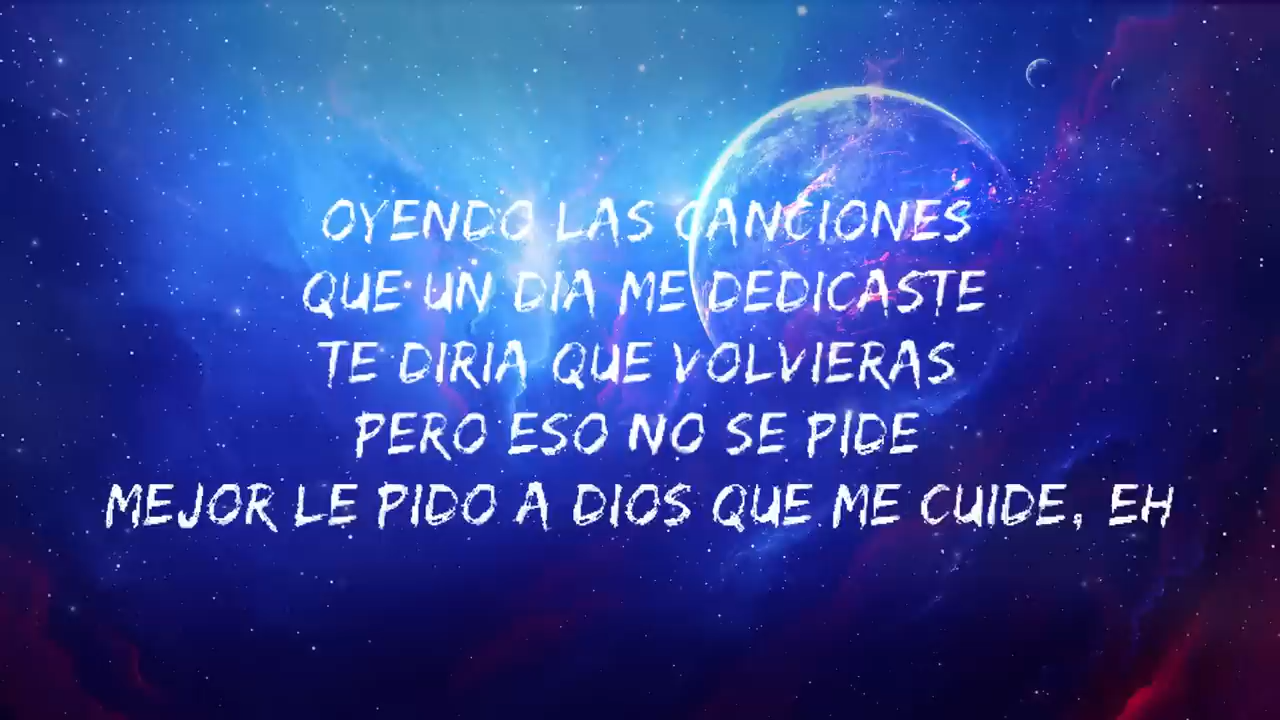 OYENDO LAS CANCIONES
QUE UN DIA ME DEDICASTE
TE DIRIA QUE VOLVIERAS
PERO ESO NO SE PIDE
MEJOR LE PIDO A DIOS QUE ME CUIDE, EH